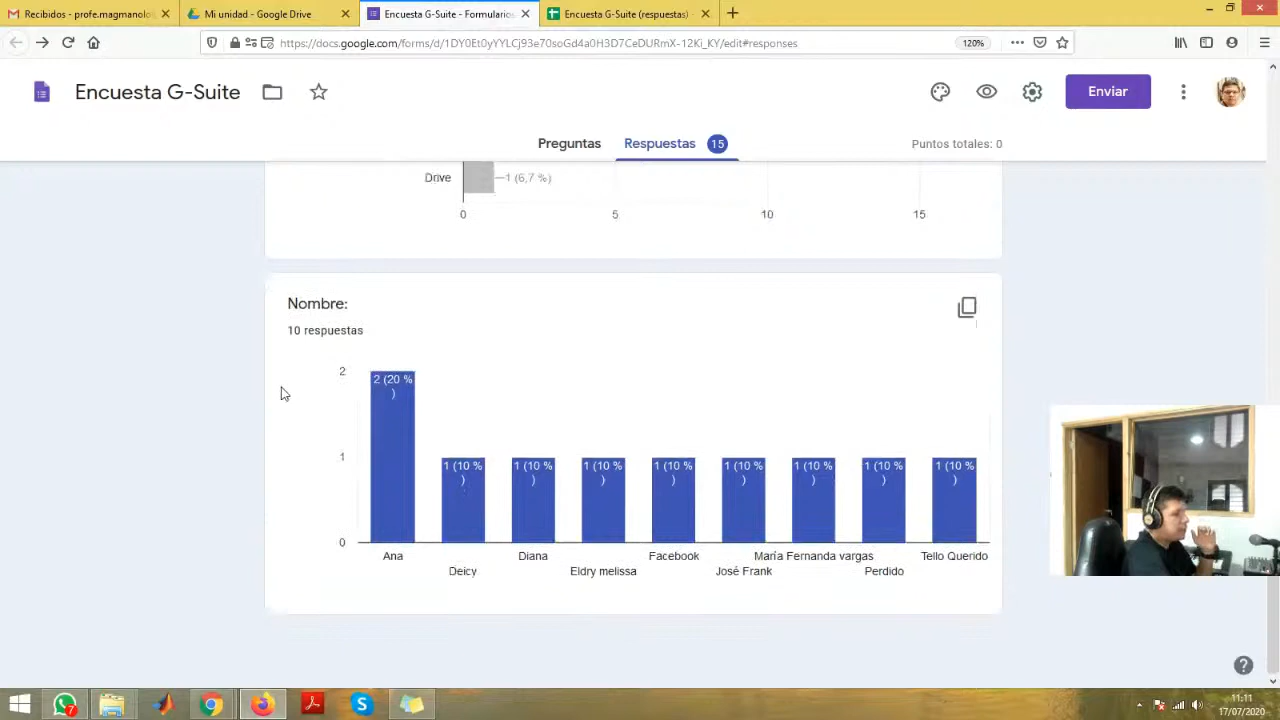 Recibidos - profe.magmanolo
Mi unidad - Google Drive
Encuesta G-Suite - Formularios
Encuesta G-Suite (respuestas) -
https://docs.google.com/forms/d/1DY0Et0yYYLCj93e70soGd4a0H3D7CeDURmX-12Ki_KY/edit#responses
120%
Encuesta G-Suite
Enviar
Preguntas
Respuestas 15
Puntos totales: 0
Drive
1 (6,7 %)
0 5 10 15
Nombre:
10 respuestas
2
1
0
2 (20 %
)
1 (10 %
)
1 (10 %
)
1 (10 %
)
1 (10 %
)
1 (10 %
)
1 (10 %
)
1 (10 %
)
1 (10 %
)
Ana
Deicy
Diana
Eldry melissa
Facebook
José Frank
María Fernanda vargas
Perdido
Tello Querido
7
11:11
17/07/2020